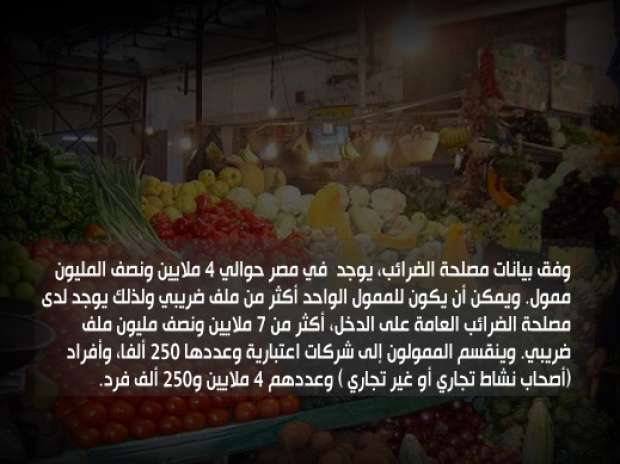 وفق بيانات مصلحة الضرائب، يوجد في مصر حوالي 4 ملايين ونصف المليون
ممول. ويمكن أن يكون للممول الواحد أكثر من ملف ضريبي ولذلك يوجد لدى
مصلحة الضرائب العامة على الدخل، أكثر من 7 ملايين ونصف مليون ملف
ضريبي. وينقسم الممولون إلى شركات اعتبارية وعددها 250 ألفا، وأفراد
(أصحاب نشاط تجاري أو غير تجاري ) وعددهم 4 ملايين و250 ألف فرد.